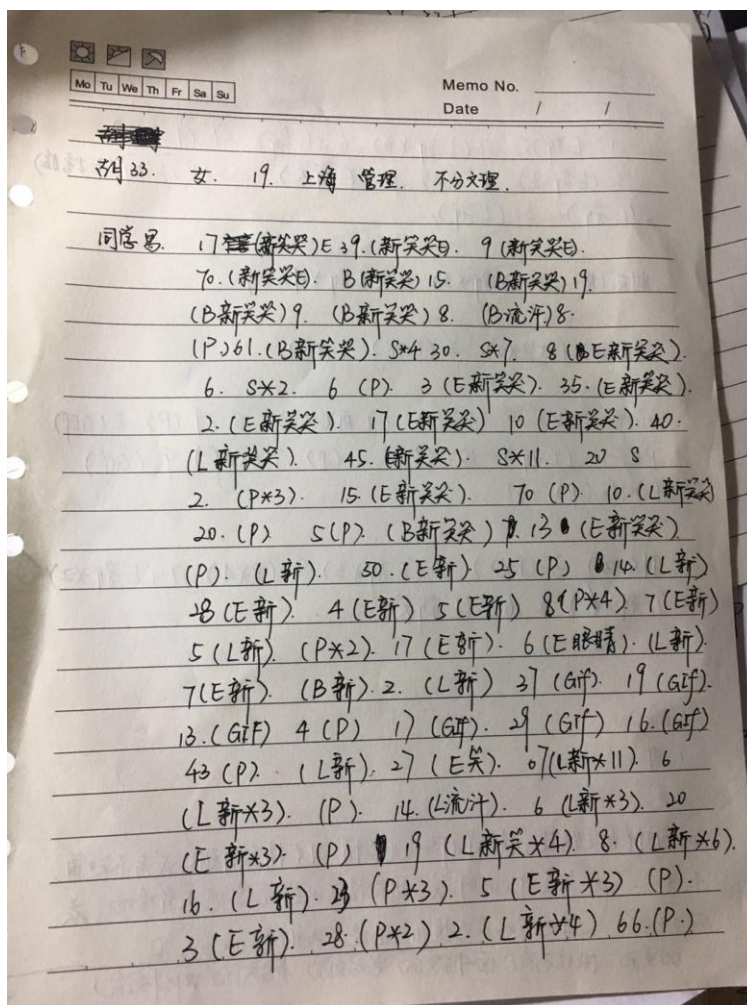 Mo Tu We Th Fr Sa Su
Memo No.
Date / /
胡33. 女. 19. 上海 管理. 不分文理.
同学男. 17 (新笑哭)E 39.(新笑哭E). 9 (新笑哭E).
70.(新笑哭E). B(新笑哭) 15. (B新笑哭) 19.
(B新笑哭) 9. (B新笑哭) 8. (B流汗) 8.
(P) 61.(B新笑哭). S*4 30. S*7. 8 (E新笑哭).
6. S*2. 6 (P). 3 (E新笑哭). 35.(E新笑哭).
2. (E新笑哭). 17 (E新笑哭) 10 (E新笑哭). 40.
(L新笑哭). 45. (新笑哭). S*11. 20 S
2. (P*3). 15.(E新笑哭). 70 (P). 10.(L新笑哭)
20.(P) 5(P). (B新笑哭) 13 (E新笑哭).
(P). (L新). 50.(E新). 25 (P) 14.(L新)
28 (E新). 4 (E新) 5 (E新) 8 (P*4). 7 (E新)
5 (L新). (P*2). 17 (E新). 6 (E眼睛). (L新).
7(E新). (B新). 2. (L新) 37 (Gif). 19 (Gif).
13.(GIF) 4 (P) 17 (Gif). 29 (Gif) 16.(Gif)
43 (P). (L新). 27 (E笑). 67(L新*11). 6
(L新*3). (P). 14.(L流汗). 6 (L新*3). 20
(E新*3). (P) 19 (L新笑*4). 8. (L新*6).
16. (L新). 23 (P*3). 5 (E新*3) (P).
3 (E新). 28.(P*2). 2. (L新*4). 66.(P.)